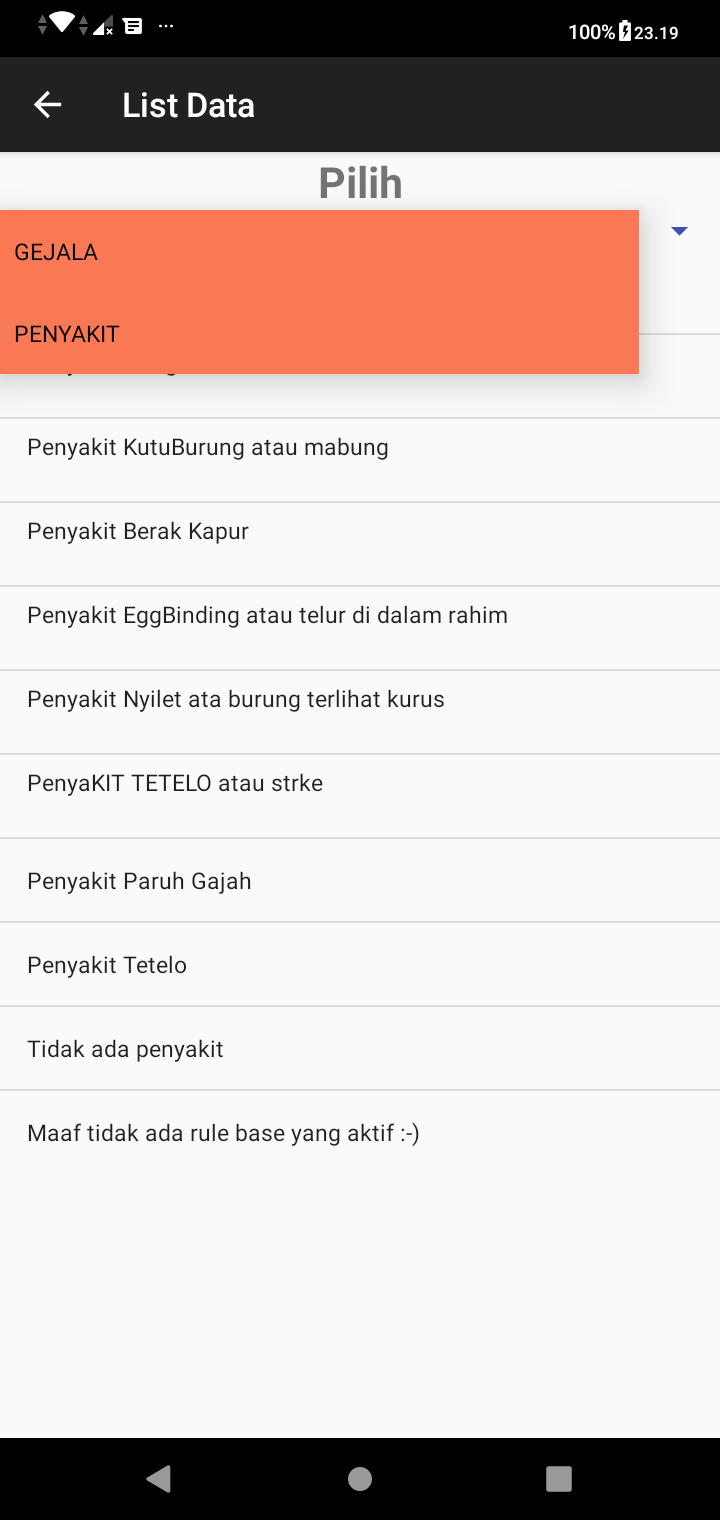 100% 23.19
List Data
Pilih
GEJALA
PENYAKIT
Penyakit KutuBurung atau mabung
Penyakit Berak Kapur
Penyakit EggBinding atau telur di dalam rahim
Penyakit Nyilet ata burung terlihat kurus
PenyaKIT TETELO atau strke
Penyakit Paruh Gajah
Penyakit Tetelo
Tidak ada penyakit
Maaf tidak ada rule base yang aktif :-)